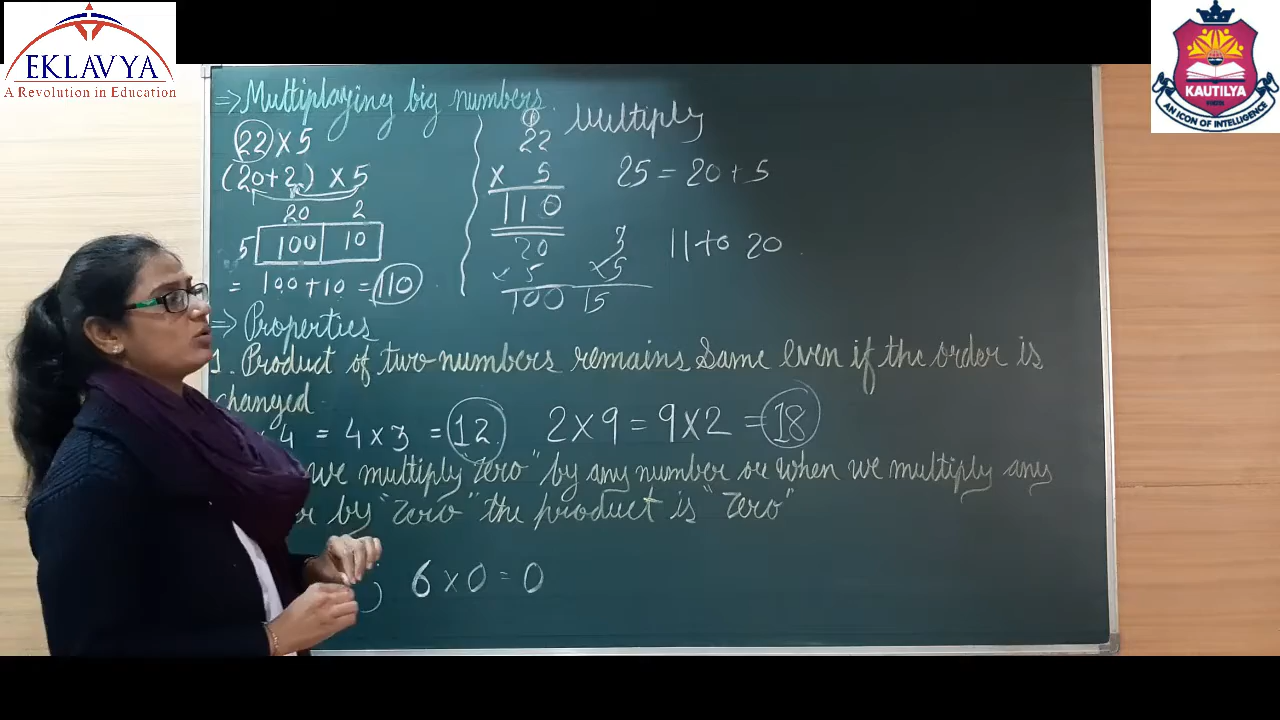 EKLAVYA
A Revolution in Education
KAUTILYA
AN ICON OF INTELLIGENCE
=> Multiplaying big numbers.
22 × 5
(20+2) × 5
20 2
5 100 10
= 100 + 10 = 110
22
× 5
110
20
× 5
100
3
×5
15
Multiply
25 = 20 + 5
11 to 20
=> Properties
1. Product of two numbers remains Same even if the order is
changed
× 4 = 4 × 3 = 12 2 × 9 = 9 × 2 = 18
we multiply "zero" by any number or when we multiply any
by "zero" the product is "zero"
6 × 0 = 0